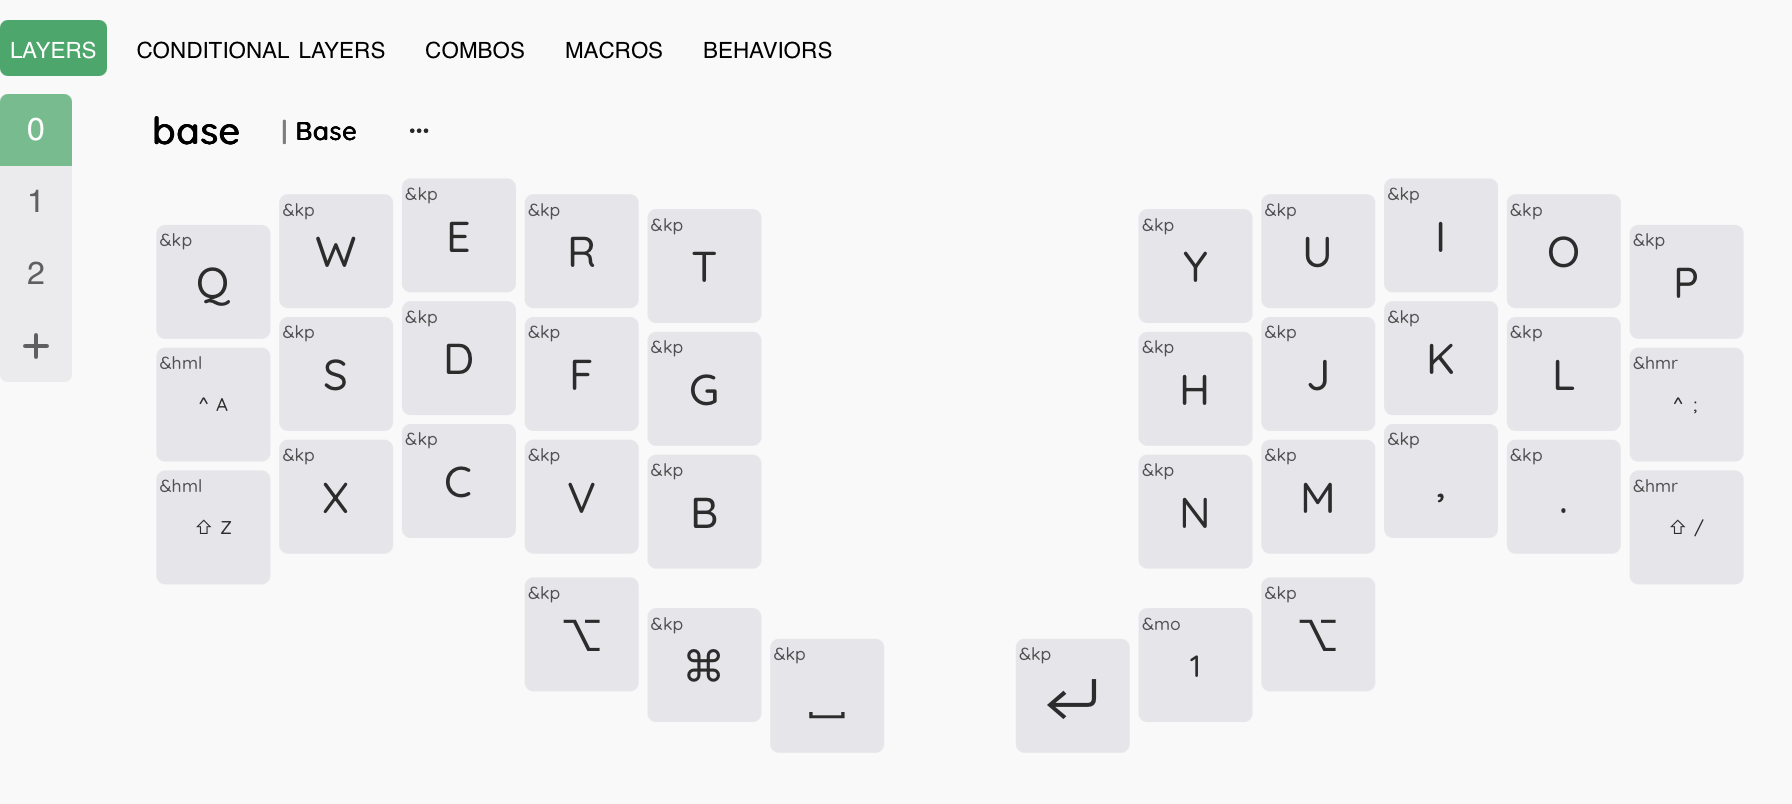 LAYERS CONDITIONAL LAYERS COMBOS MACROS BEHAVIORS
0
1
2
+
base | Base ...
&kp Q &kp W &kp E &kp R &kp T &kp Y &kp U &kp I &kp O &kp P
&hml ^ A &kp S &kp D &kp F &kp G &kp H &kp J &kp K &kp L &hmr ^ ;
&hml ⇧ Z &kp X &kp C &kp V &kp B &kp N &kp M &kp , &kp . &hmr ⇧ /
&kp ⌥ &kp ⌘ &kp ⎵ &kp ↵ &mo 1 &kp ⌥